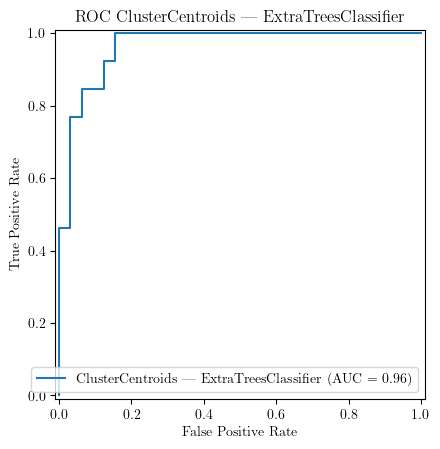 ROC ClusterCentroids — ExtraTreesClassifier
1.0
0.8
0.6
0.4
0.2
0.0
True Positive Rate
ClusterCentroids — ExtraTreesClassifier (AUC = 0.96)
0.0 0.2 0.4 0.6 0.8 1.0
False Positive Rate